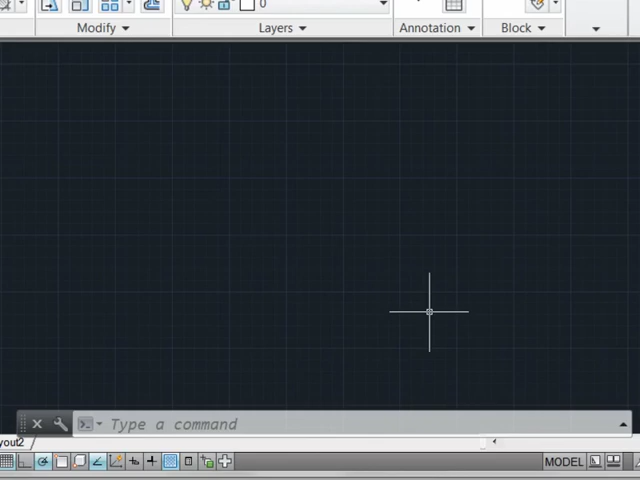 0
Modify
Layers
Annotation
Block
Type a command
yout2
MODEL